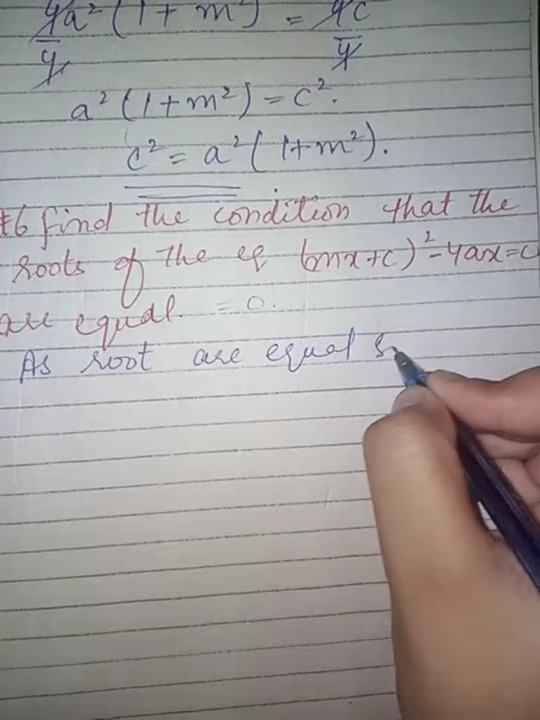 4a² (1 + m²) = 4c
4 4
a² (1+m²) = c².
c² = a² (1+m²).
#6 find the condition that the
roots of the eq (mx+c)² - 4ax = 0
are equal. = 0.
As root are equal s